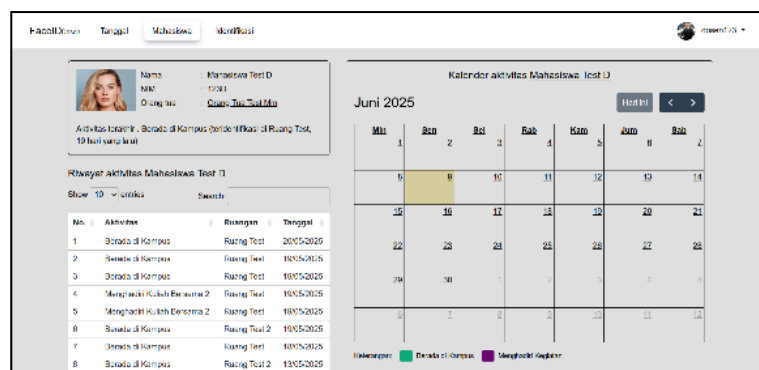 Tanggal Mahasiswa Identifikasi dosen123
Nama : Mahasiswa Test D
NIM : 123D
Orang tua : Orang Tua Test Mm
Aktivitas terakhir : Berada di Kampus (teridentifikasi di Ruang Test,
19 hari yang lalu)
Riwayat aktivitas Mahasiswa Test D
Show 10 entries Search:
No. Aktivitas Ruangan Tanggal
1 Berada di Kampus Ruang Test 20/05/2025
2 Berada di Kampus Ruang Test 19/05/2025
3 Berada di Kampus Ruang Test 19/05/2025
4 Menghadiri Kuliah Bersama 2 Ruang Test 19/05/2025
5 Menghadiri Kuliah Bersama 2 Ruang Test 19/05/2025
6 Berada di Kampus Ruang Test 2 19/05/2025
7 Berada di Kampus Ruang Test
8 Berada di Kampus Ruang Test 2 13/05/2025
Kalender aktivitas Mahasiswa Test D
Juni 2025 Hari Ini
Min Sen Sel Rab Kam Jum Sab
1 2 3 4 5 6 7
8 9 10 11 12 13 14
15 16 17 18 19 20 21
22 23 24 25 26 27 28
29 30 1 2 3 4 5
6 7 8 9 10 11 12
Keterangan: Berada di Kampus Menghadiri Kegiatan